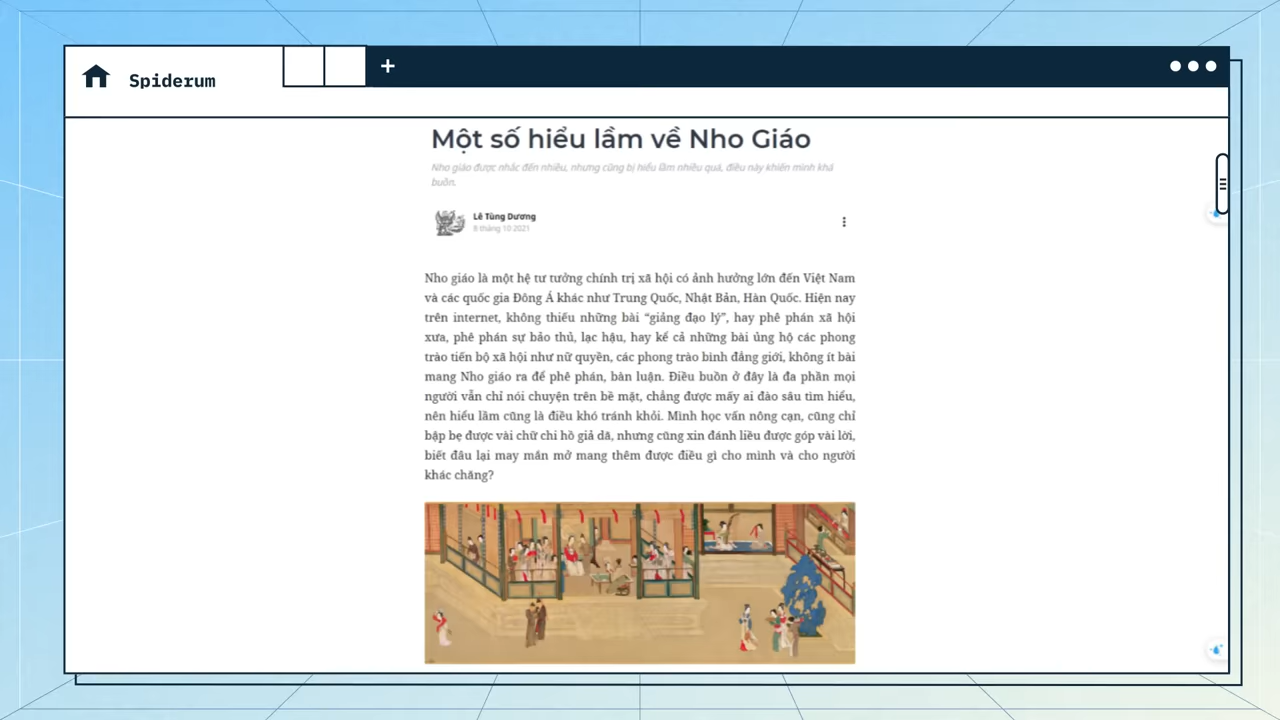 Spiderum
+
Một số hiểu lầm về Nho Giáo
Nho giáo được nhắc đến nhiều, nhưng cũng bị hiểu lầm nhiều quá, điều này khiến mình khá
buồn.
Lê Tùng Dương
8 tháng 10 2021
Nho giáo là một hệ tư tưởng chính trị xã hội có ảnh hưởng lớn đến Việt Nam
và các quốc gia Đông Á khác như Trung Quốc, Nhật Bản, Hàn Quốc. Hiện nay
trên internet, không thiếu những bài “giảng đạo lý”, hay phê phán xã hội
xưa, phê phán sự bảo thủ, lạc hậu, hay kể cả những bài ủng hộ các phong
trào tiến bộ xã hội như nữ quyền, các phong trào bình đẳng giới, không ít bài
mang Nho giáo ra để phê phán, bàn luận. Điều buồn ở đây là đa phần mọi
người vẫn chỉ nói chuyện trên bề mặt, chẳng được mấy ai đào sâu tìm hiểu,
nên hiểu lầm cũng là điều khó tránh khỏi. Mình học vấn nông cạn, cũng chỉ
bập bẹ được vài chữ chi hồ giả dã, nhưng cũng xin đánh liều được góp vài lời,
biết đâu lại may mắn mở mang thêm được điều gì cho mình và cho người
khác chăng?